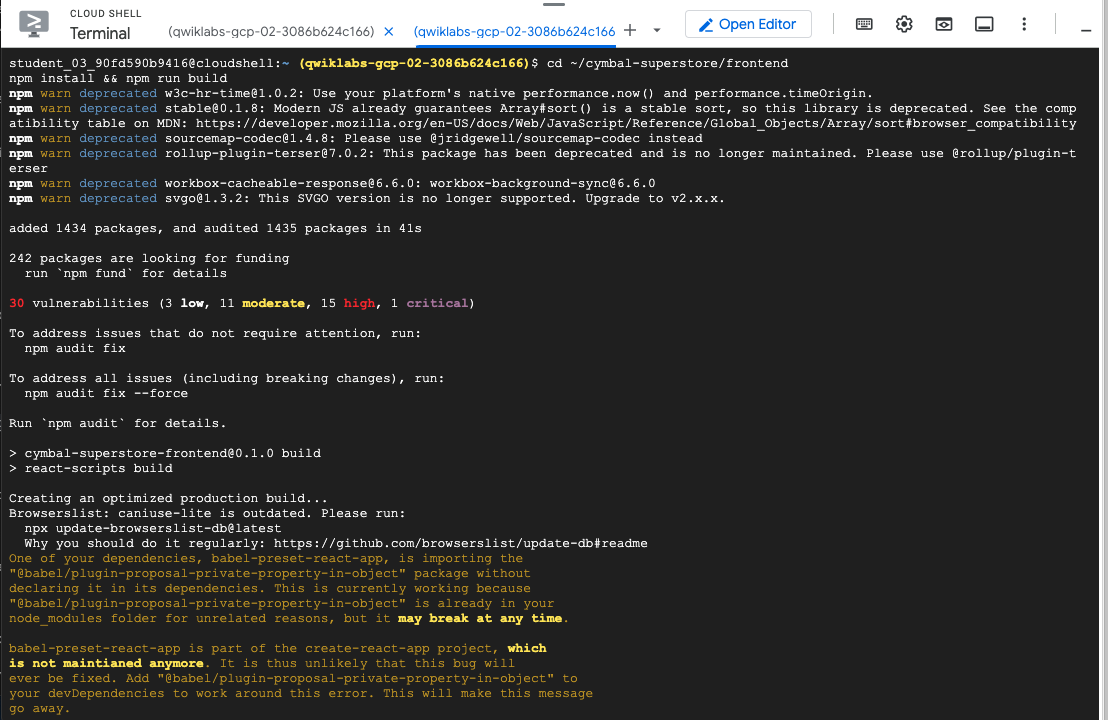 CLOUD SHELL
Terminal
(qwiklabs-gcp-02-3086b624c166)
(qwiklabs-gcp-02-3086b624c166
Open Editor
student_03_90fd590b9416@cloudshell:~ (qwiklabs-gcp-02-3086b624c166)$ cd ~/cymbal-superstore/frontend
npm install && npm run build
npm warn deprecated w3c-hr-time@1.0.2: Use your platform's native performance.now() and performance.timeOrigin.
npm warn deprecated stable@0.1.8: Modern JS already guarantees Array#sort() is a stable sort, so this library is deprecated. See the comp
atibility table on MDN: https://developer.mozilla.org/en-US/docs/Web/JavaScript/Reference/Global_Objects/Array/sort#browser_compatibility
npm warn deprecated sourcemap-codec@1.4.8: Please use @jridgewell/sourcemap-codec instead
npm warn deprecated rollup-plugin-terser@7.0.2: This package has been deprecated and is no longer maintained. Please use @rollup/plugin-t
erser
npm warn deprecated workbox-cacheable-response@6.6.0: workbox-background-sync@6.6.0
npm warn deprecated svgo@1.3.2: This SVGO version is no longer supported. Upgrade to v2.x.x.
added 1434 packages, and audited 1435 packages in 41s
242 packages are looking for funding
run `npm fund` for details
30 vulnerabilities (3 low, 11 moderate, 15 high, 1 critical)
To address issues that do not require attention, run:
npm audit fix
To address all issues (including breaking changes), run:
npm audit fix --force
Run `npm audit` for details.
> cymbal-superstore-frontend@0.1.0 build
> react-scripts build
Creating an optimized production build...
Browserslist: caniuse-lite is outdated. Please run:
npx update-browserslist-db@latest
Why you should do it regularly: https://github.com/browserslist/update-db#readme
One of your dependencies, babel-preset-react-app, is importing the
"@babel/plugin-proposal-private-property-in-object" package without
declaring it in its dependencies. This is currently working because
"@babel/plugin-proposal-private-property-in-object" is already in your
node_modules folder for unrelated reasons, but it may break at any time.
babel-preset-react-app is part of the create-react-app project, which
is not maintianed anymore. It is thus unlikely that this bug will
ever be fixed. Add "@babel/plugin-proposal-private-property-in-object" to
your devDependencies to work around this error. This will make this message
go away.